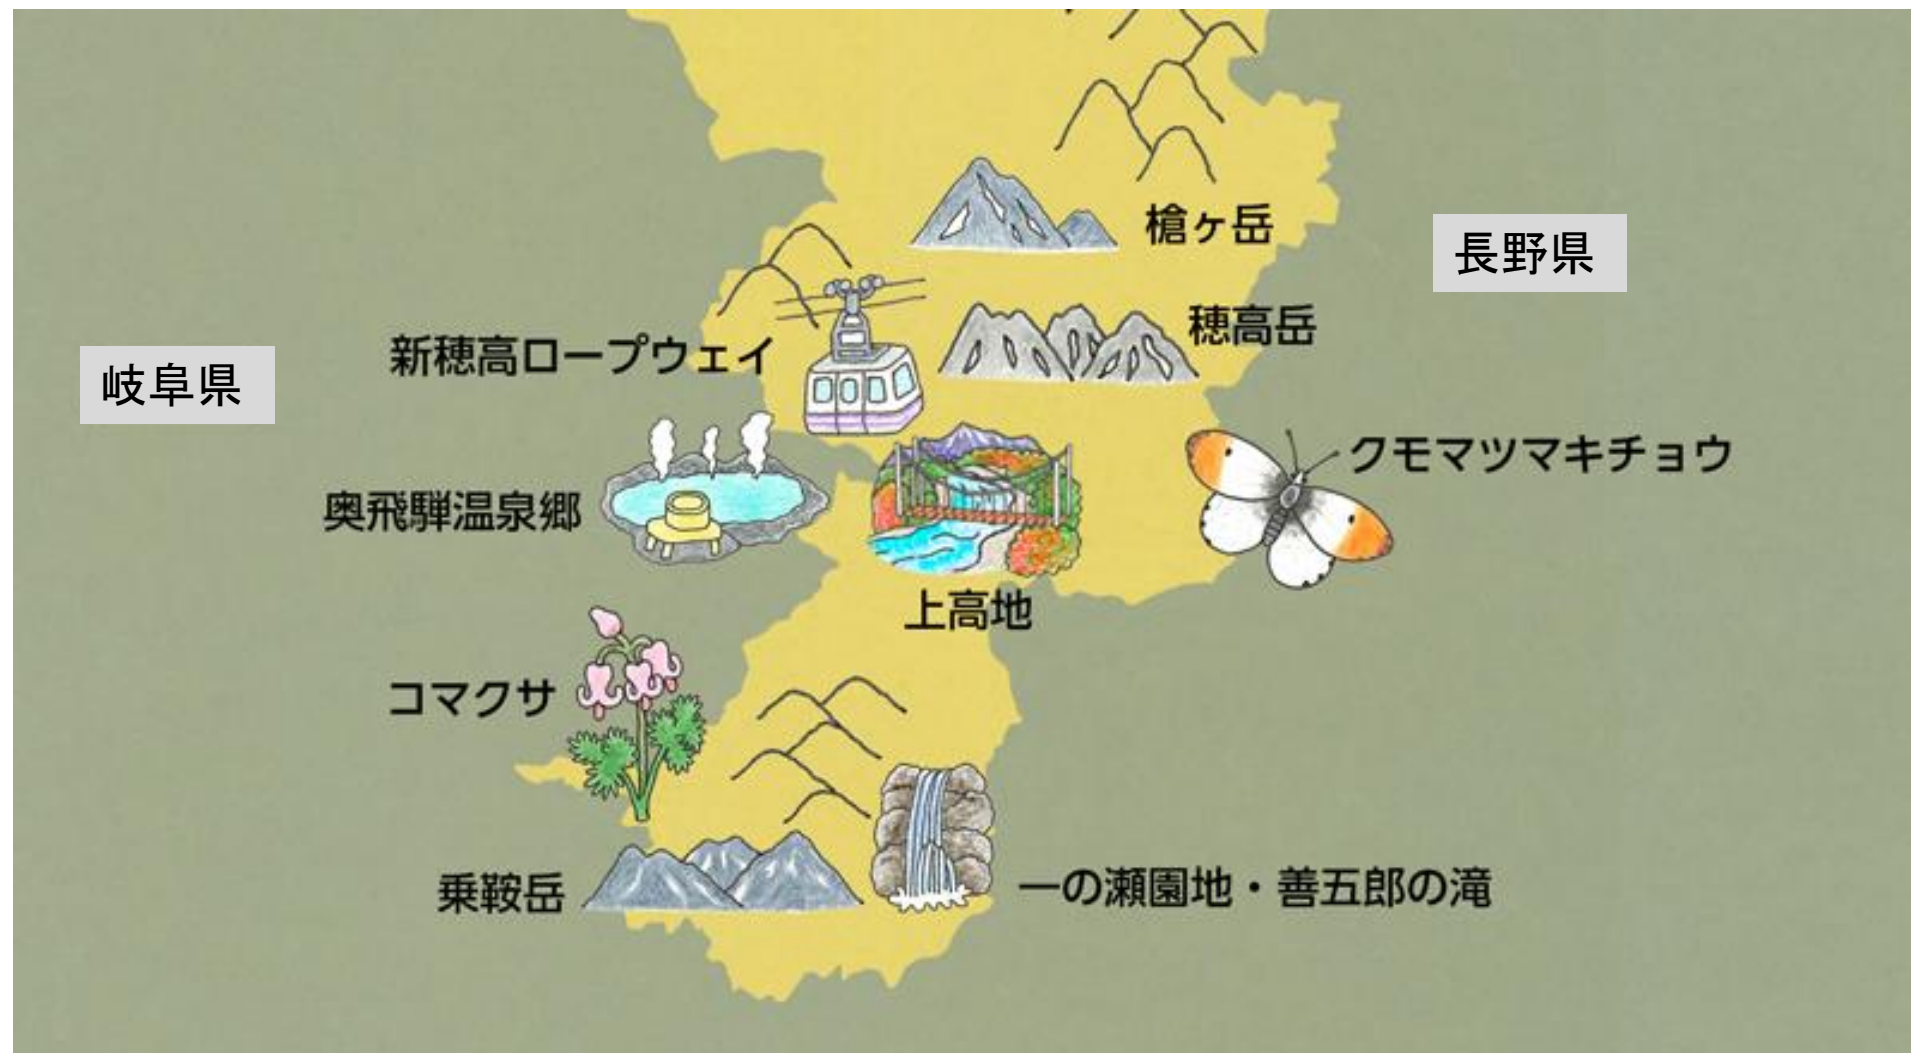 槍ヶ岳
長野県
穂高岳
新穂高ロープウェイ
岐阜県
クモマツマキチョウ
奥飛騨温泉郷
上高地
コマクサ
乗鞍岳
一の瀬園地・善五郎の滝